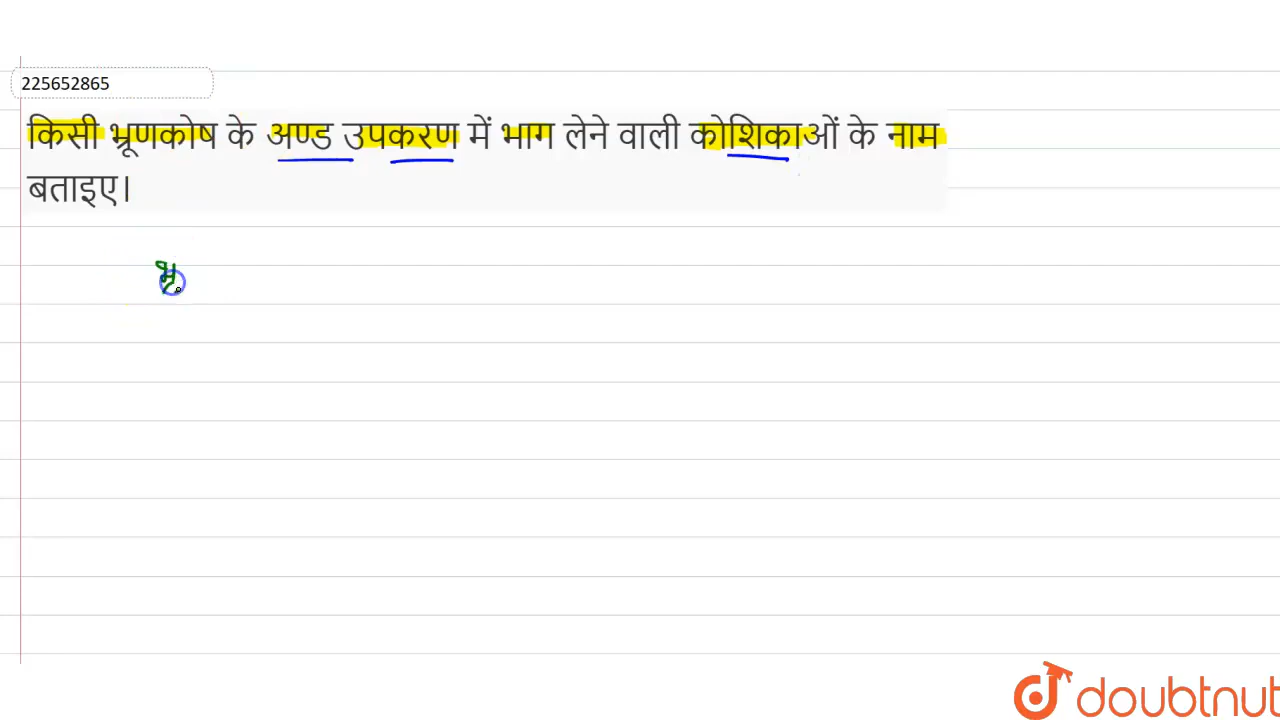 225652865
किसी भ्रूणकोष के अण्ड उपकरण में भाग लेने वाली कोशिकाओं के नाम
बताइए।
भ्र
doubtnut